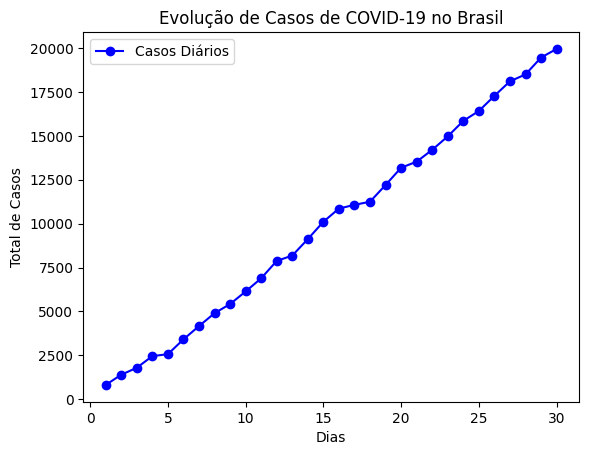 Evolução de Casos de COVID-19 no Brasil
Casos Diários
Total de Casos
20000
17500
15000
12500
10000
7500
5000
2500
0
0 5 10 15 20 25 30
Dias